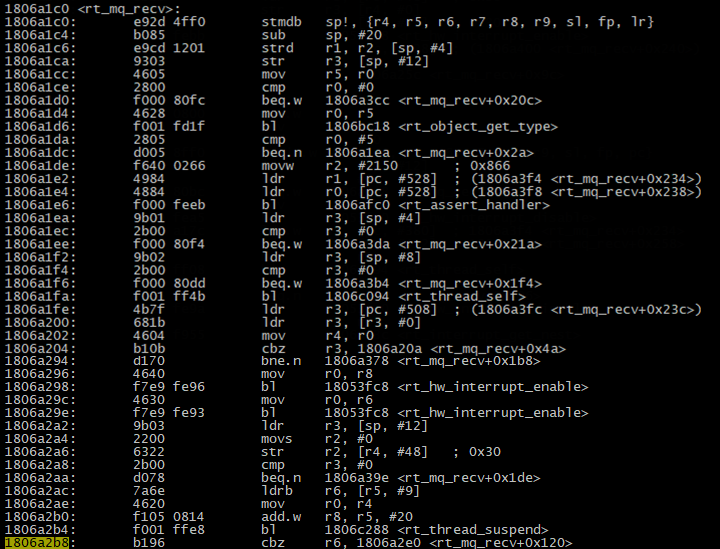 1806a1c0 <rt_mq_recv>:
1806a1c0: e92d 4ff0 stmdb sp!, {r4, r5, r6, r7, r8, r9, sl, fp, lr}
1806a1c4: b085 sub sp, #20
1806a1c6: e9cd 1201 strd r1, r2, [sp, #4]
1806a1ca: 9303 str r3, [sp, #12]
1806a1cc: 4605 mov r5, r0
1806a1ce: 2800 cmp r0, #0
1806a1d0: f000 80fc beq.w 1806a3cc <rt_mq_recv+0x20c>
1806a1d4: 4628 mov r0, r5
1806a1d6: f001 fd1f bl 1806bc18 <rt_object_get_type>
1806a1da: 2805 cmp r0, #5
1806a1dc: d005 beq.n 1806a1ea <rt_mq_recv+0x2a>
1806a1de: f640 0266 movw r2, #2150 ; 0x866
1806a1e2: 4984 ldr r1, [pc, #528] ; (1806a3f4 <rt_mq_recv+0x234>)
1806a1e4: 4884 ldr r0, [pc, #528] ; (1806a3f8 <rt_mq_recv+0x238>)
1806a1e6: f000 feeb bl 1806afc0 <rt_assert_handler>
1806a1ea: 9b01 ldr r3, [sp, #4]
1806a1ec: 2b00 cmp r3, #0
1806a1ee: f000 80f4 beq.w 1806a3da <rt_mq_recv+0x21a>
1806a1f2: 9b02 ldr r3, [sp, #8]
1806a1f4: 2b00 cmp r3, #0
1806a1f6: f000 80dd beq.w 1806a3b4 <rt_mq_recv+0x1f4>
1806a1fa: f001 ff4b bl 1806c094 <rt_thread_self>
1806a1fe: 4b7f ldr r3, [pc, #508] ; (1806a3fc <rt_mq_recv+0x23c>)
1806a200: 681b ldr r3, [r3, #0]
1806a202: 4604 mov r4, r0
1806a204: b10b cbz r3, 1806a20a <rt_mq_recv+0x4a>
1806a294: d170 bne.n 1806a378 <rt_mq_recv+0x1b8>
1806a296: 4640 mov r0, r8
1806a298: f7e9 fe96 bl 18053fc8 <rt_hw_interrupt_enable>
1806a29c: 4630 mov r0, r6
1806a29e: f7e9 fe93 bl 18053fc8 <rt_hw_interrupt_enable>
1806a2a2: 9b03 ldr r3, [sp, #12]
1806a2a4: 2200 movs r2, #0
1806a2a6: 6322 str r2, [r4, #48] ; 0x30
1806a2a8: 2b00 cmp r3, #0
1806a2aa: d078 beq.n 1806a39e <rt_mq_recv+0x1de>
1806a2ac: 7a6e ldrb r6, [r5, #9]
1806a2ae: 4620 mov r0, r4
1806a2b0: f105 0814 add.w r8, r5, #20
1806a2b4: f001 ffe8 bl 1806c288 <rt_thread_suspend>
1806a2b8: b196 cbz r6, 1806a2e0 <rt_mq_recv+0x120>